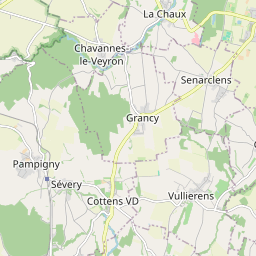 La Chaux
Chavannes-
le-Veyron
Senarclens
Grancy
Pampigny
Sévery
Cottens VD
Vullierens